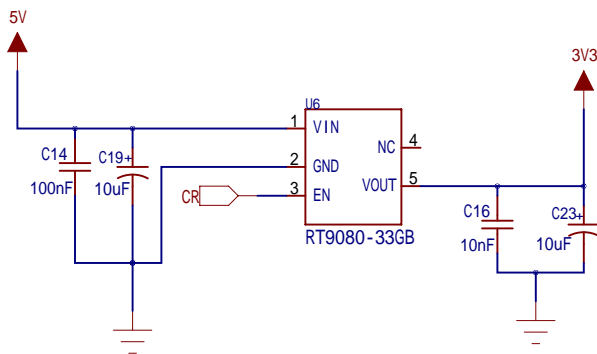 5V
3V3
U6
1 VIN
NC 4
C14
C19+
2 GND
100nF
10uF
CR
3 EN
VOUT 5
C16
C23+
RT9080-33GB
10nF
10uF